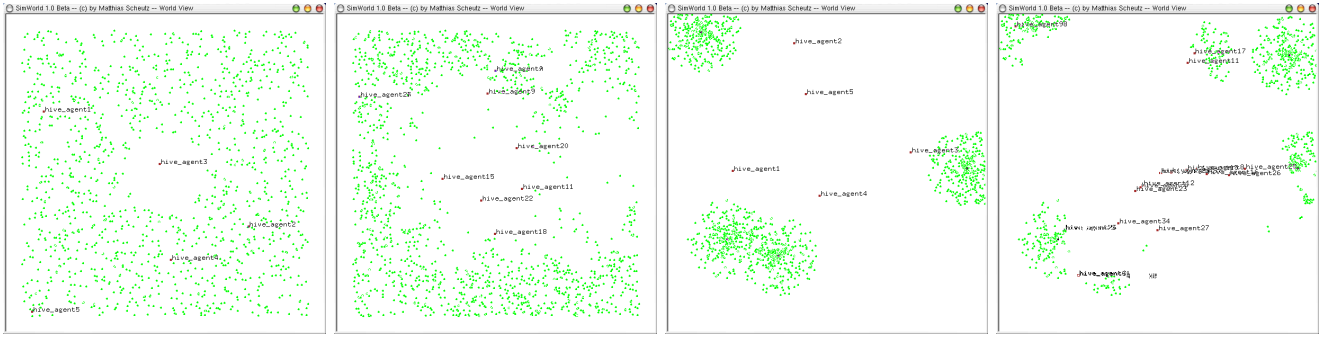 SimWorld 1.0 Beta -- (c) by Matthias Scheutz -- World View
hive_agent1
hive_agent3
hive_agent2
hive_agent4
hive_agent5
SimWorld 1.0 Beta -- (c) by Matthias Scheutz -- World View
hive_agent9
hive_agent20
hive_agent15
hive_agent11
hive_agent22
hive_agent18
SimWorld 1.0 Beta -- (c) by Matthias Scheutz -- World View
hive_agent2
hive_agent5
hive_agent3
hive_agent1
hive_agent4
SimWorld 1.0 Beta -- (c) by Matthias Scheutz -- World View
hive_agent17
hive_agent11
hive_agent26
hive_agent12
hive_agent23
hive_agent34
hive_agent27